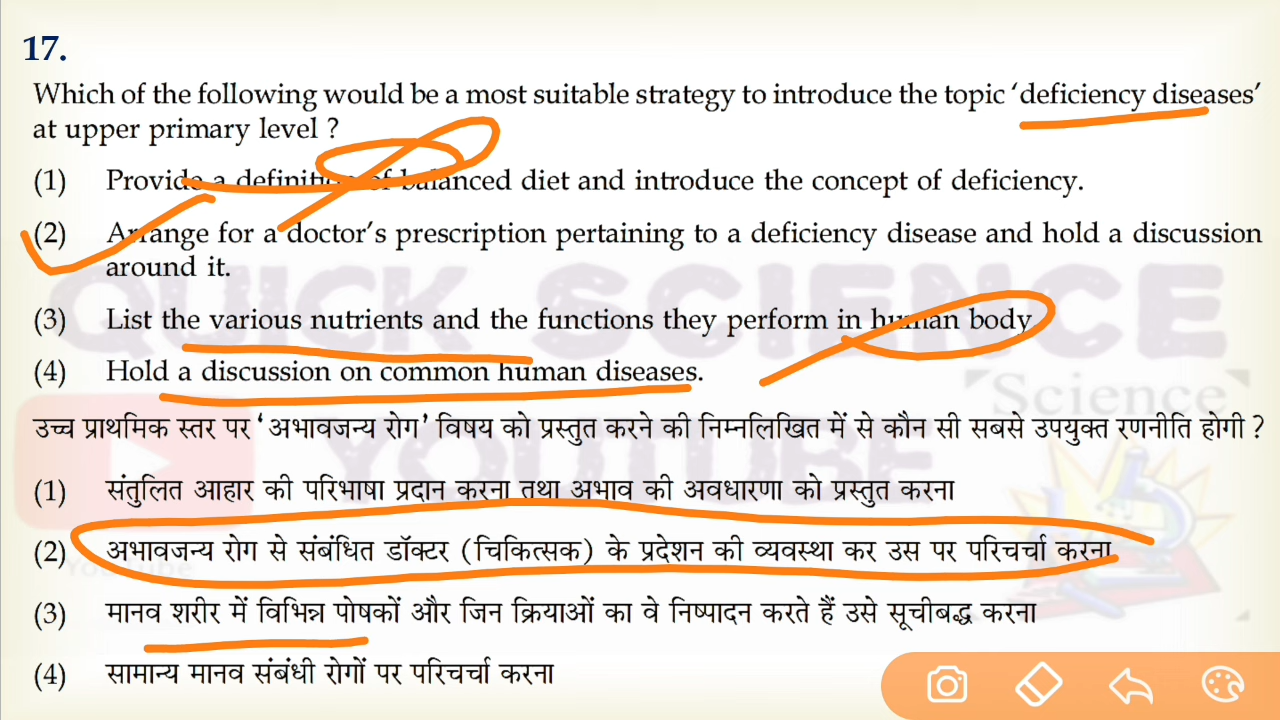 17.
Which of the following would be a most suitable strategy to introduce the topic ‘deficiency diseases’
at upper primary level ?
(1) Provide a definition of balanced diet and introduce the concept of deficiency.
(2) Arrange for a doctor’s prescription pertaining to a deficiency disease and hold a discussion
around it.
(3) List the various nutrients and the functions they perform in human body
(4) Hold a discussion on common human diseases.
उच्च प्राथमिक स्तर पर ‘अभावजन्य रोग’ विषय को प्रस्तुत करने की निम्नलिखित में से कौन सी सबसे उपयुक्त रणनीति होगी ?
(1) संतुलित आहार की परिभाषा प्रदान करना तथा अभाव की अवधारणा को प्रस्तुत करना
(2) अभावजन्य रोग से संबंधित डॉक्टर (चिकित्सक) के प्रदेशन की व्यवस्था कर उस पर परिचर्चा करना
(3) मानव शरीर में विभिन्न पोषकों और जिन क्रियाओं का वे निष्पादन करते हैं उसे सूचीबद्ध करना
(4) सामान्य मानव संबंधी रोगों पर परिचर्चा करना
QUICK SCIENCE
Science
YOUTUBE
YouTube